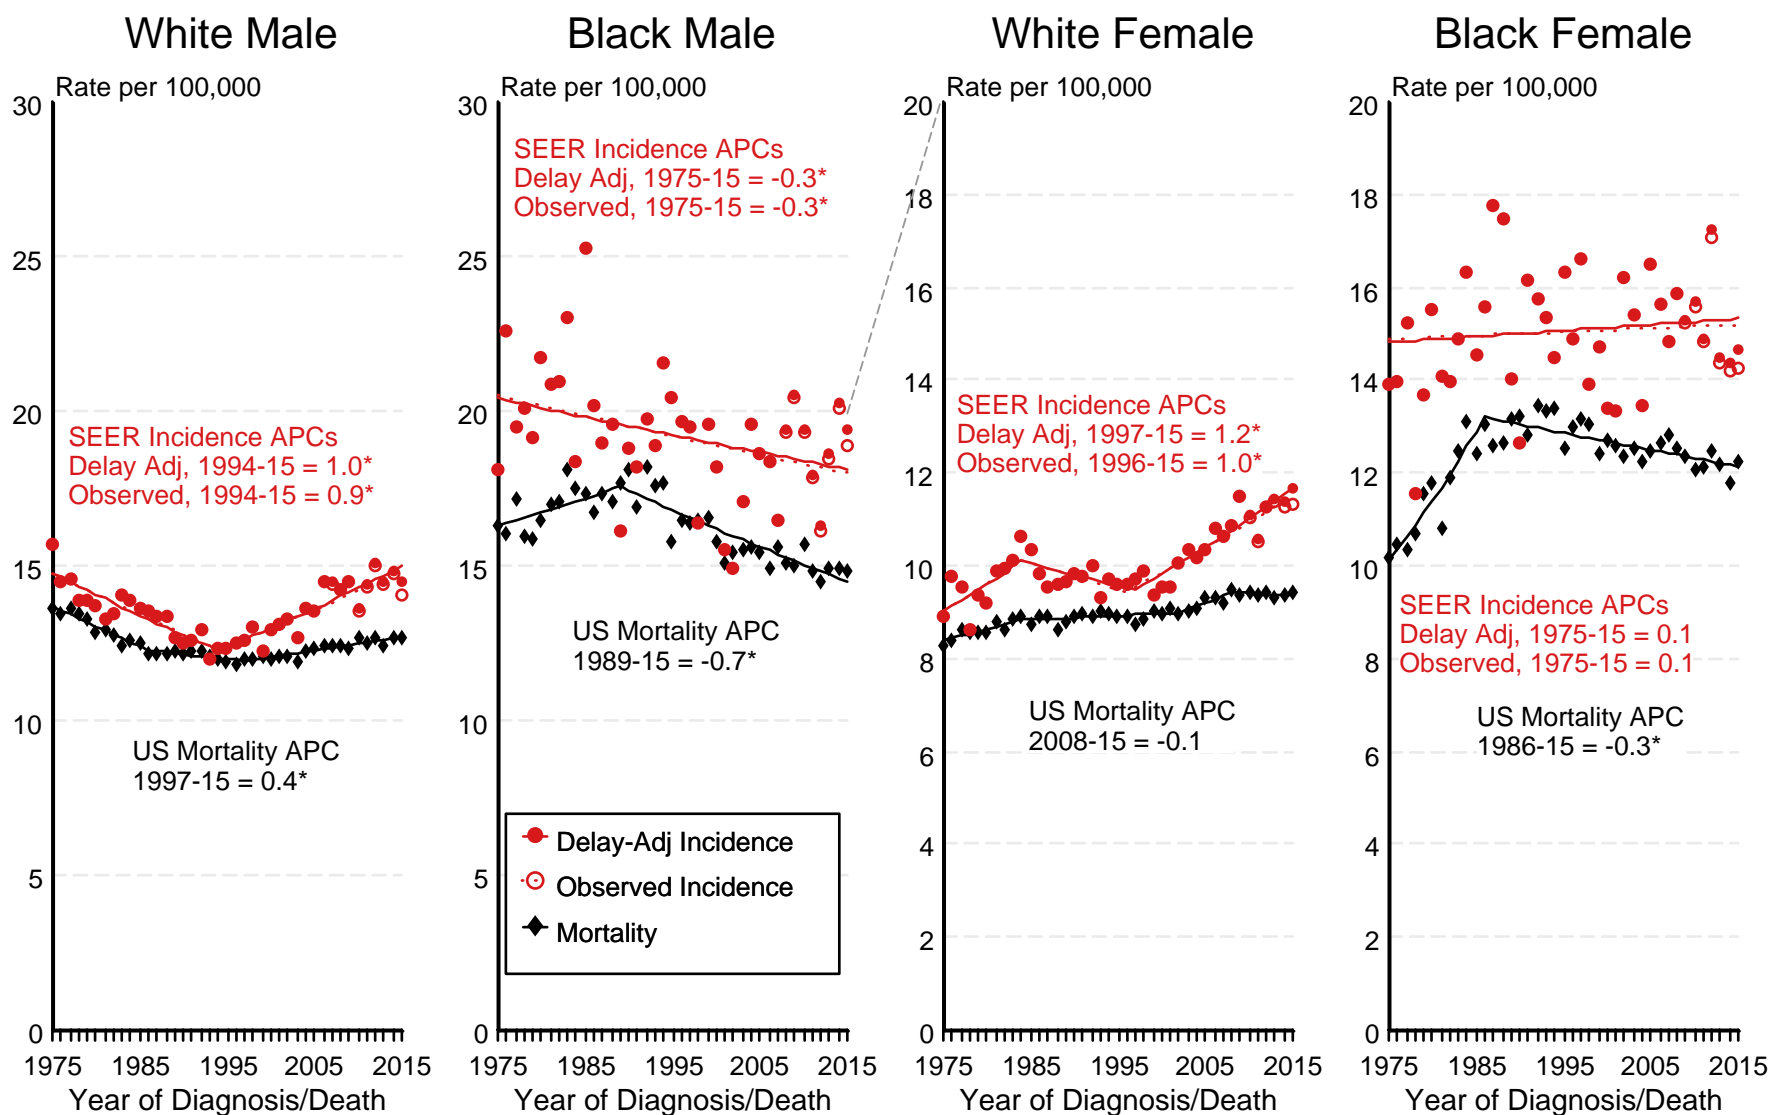 White Male
Rate per 100,000
30
25
20
15
10
5
0
SEER Incidence APCs
Delay Adj, 1994-15 = 1.0*
Observed, 1994-15 = 0.9*
US Mortality APC
1997-15 = 0.4*
1975 1985 1995 2005 2015
Year of Diagnosis/Death
Black Male
Rate per 100,000
30
25
20
15
10
5
0
SEER Incidence APCs
Delay Adj, 1975-15 = -0.3*
Observed, 1975-15 = -0.3*
US Mortality APC
1989-15 = -0.7*
Delay-Adj Incidence
Observed Incidence
Mortality
1975 1985 1995 2005 2015
Year of Diagnosis/Death
White Female
Rate per 100,000
20
18
16
14
12
10
8
6
4
2
0
SEER Incidence APCs
Delay Adj, 1997-15 = 1.2*
Observed, 1996-15 = 1.0*
US Mortality APC
2008-15 = -0.1
1975 1985 1995 2005 2015
Year of Diagnosis/Death
Black Female
Rate per 100,000
20
18
16
14
12
10
8
6
4
2
0
SEER Incidence APCs
Delay Adj, 1975-15 = 0.1
Observed, 1975-15 = 0.1
US Mortality APC
1986-15 = -0.3*
1975 1985 1995 2005 2015
Year of Diagnosis/Death